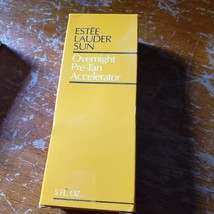 ESTĒE
LAUDER
SUN
Overnight
Pre-Tan
Accelerator
5 FL. OZ.